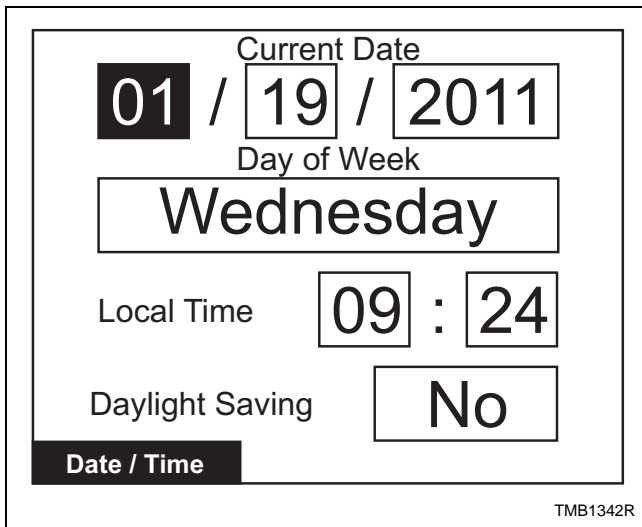 Current Date
01 / 19 / 2011
Day of Week
Wednesday
Local Time 09 : 24
Daylight Saving No
Date / Time
TMB1342R